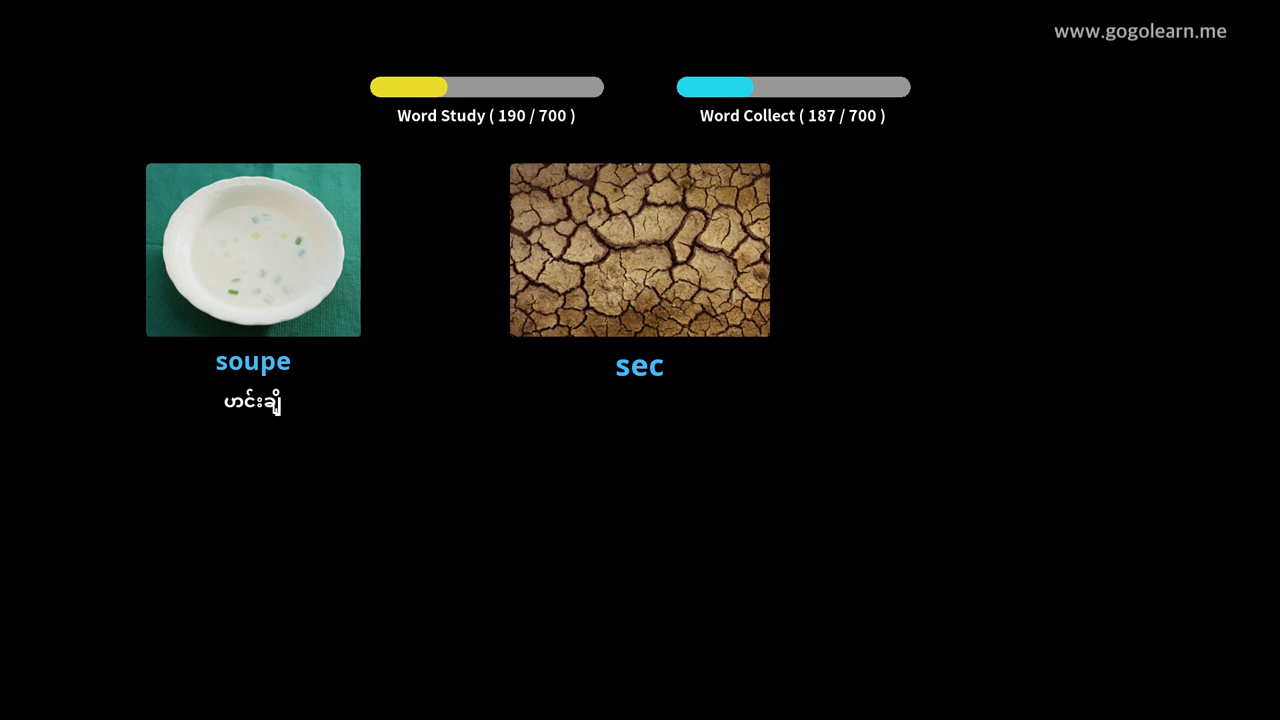 www.gogolearn.me
Word Study ( 190 / 700 )
Word Collect ( 187 / 700 )
soupe
ဟင်းချို
sec